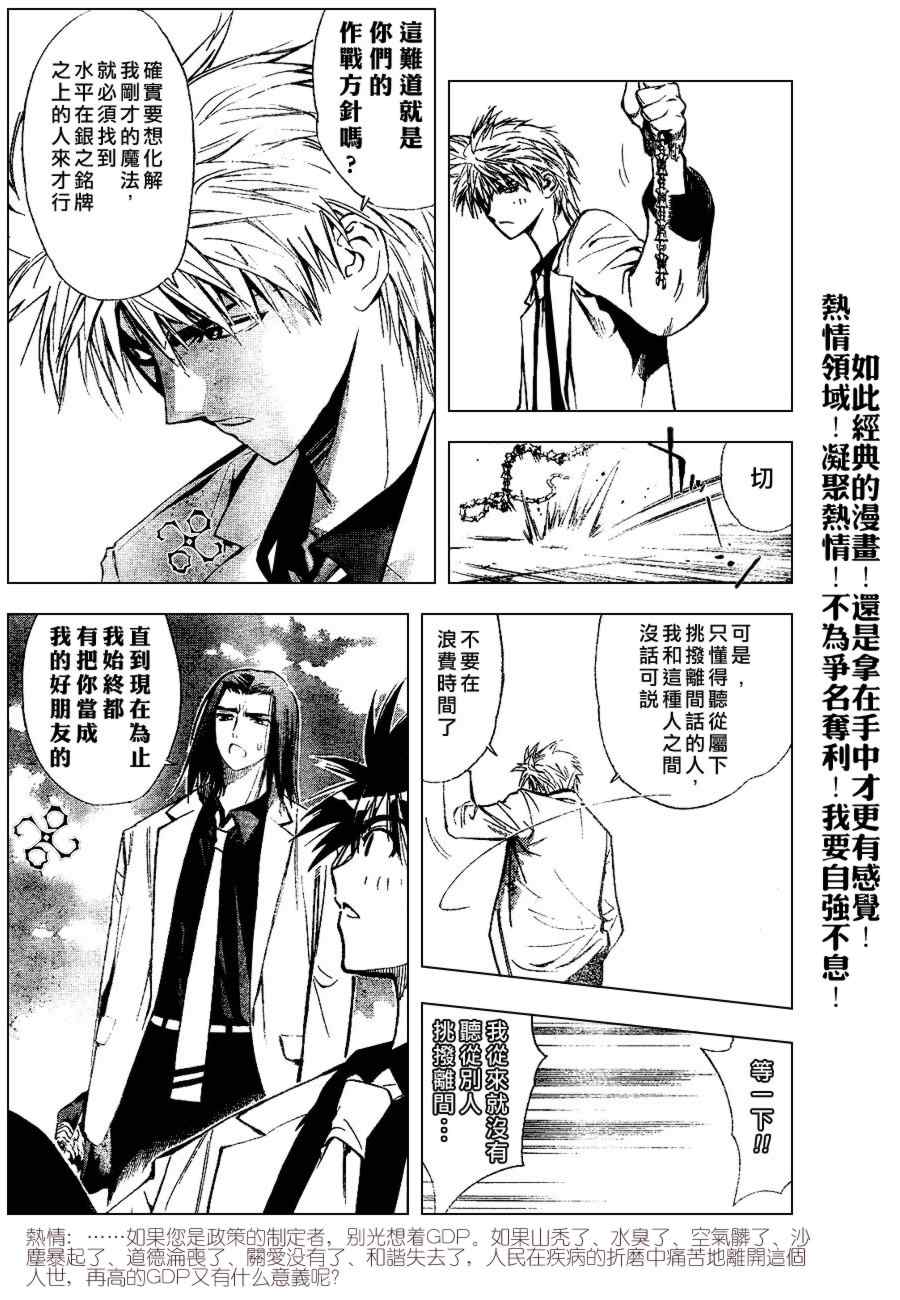 切
這難道就是
你們的
作戰方針嗎？
確實要想化解
我剛才的魔法，
就必須找到
水平在銀之銘牌
之上的人來才行
可是，
只懂得聽從屬下
挑撥離間話的人，
我和這種人之間
沒話可說
不要在
浪費時間
了
等一下!!
我從來就沒有
聽從別人
挑撥離間…
直到現在為止
我始終都
有把你當成
我的好朋友的
如此經典的漫畫！還是拿在手中才更有感覺！
熱情領域！凝聚熱情！不為爭名奪利！我要自強不息！
熱情：……如果您是政策的制定者，别光想着GDP。如果山秃了、水臭了、空氣髒了、沙
塵暴起了、道德淪喪了、關愛没有了、和諧失去了，人民在疾病的折磨中痛苦地離開這個
人世，再高的GDP又有什么意義呢?